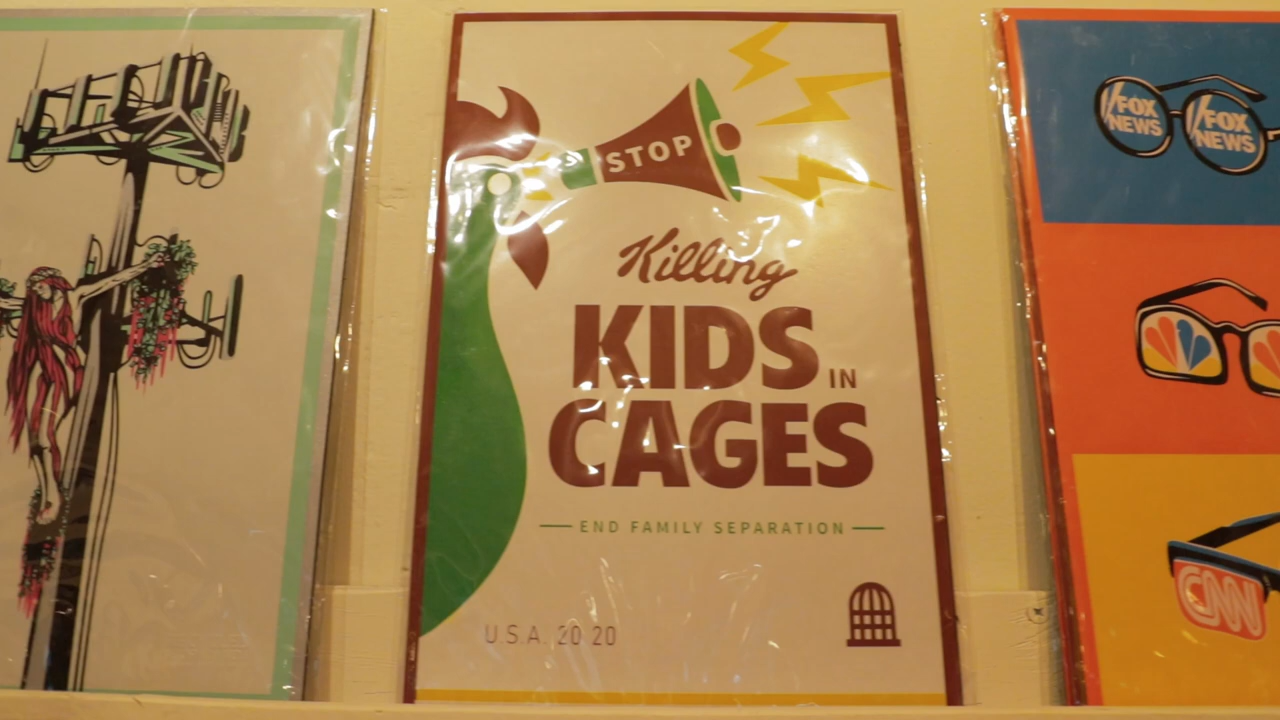 STOP
Killing
KIDS IN
CAGES
END FAMILY SEPARATION
U.S.A. 20 20
FOX
NEWS
FOX
NEWS
CNN